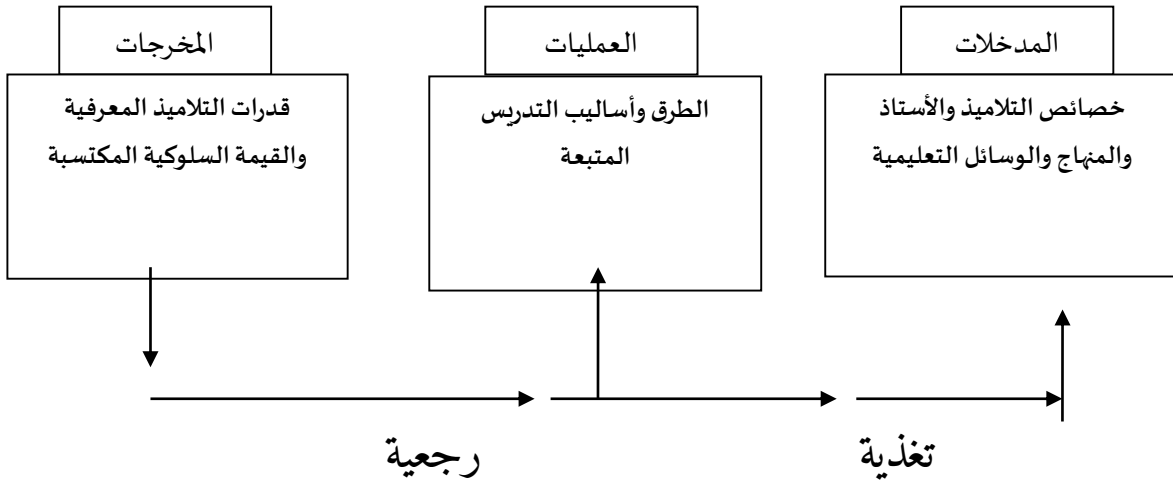 المدخلات
خصائص التلاميذ والأستاذ
والمنهاج والوسائل التعليمية
العمليات
الطرق وأساليب التدريس
المتبعة
المخرجات
قدرات التلاميذ المعرفية
والقيمة السلوكية المكتسبة
تغذية
رجعية